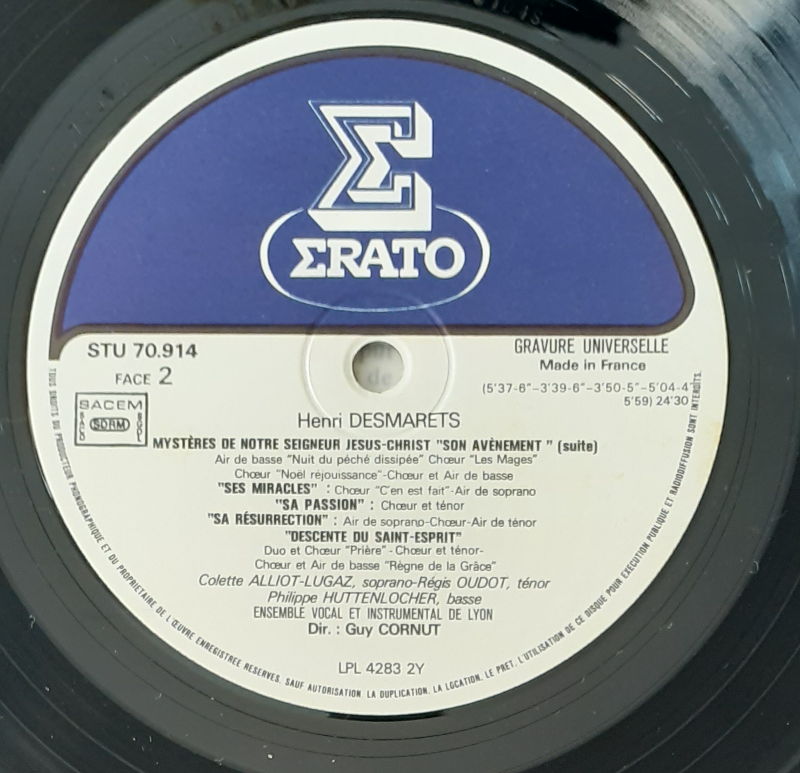 ΣRATO
STU 70.914
FACE 2
GRAVURE UNIVERSELLE
Made in France
(5'37-6"–3'39-6"–3'50-5"–5'04-4"
5'59) 24'30
SACEM
SACD
SDRM
SGDL
Henri DESMARETS
MYSTÈRES DE NOTRE SEIGNEUR JESUS-CHRIST "SON AVÈNEMENT" (suite)
Air de basse "Nuit du péché dissipée" Chœur "Les Mages"
Chœur "Noël réjouissance"-Chœur et Air de basse
"SES MIRACLES" : Chœur "C'en est fait"-Air de soprano
"SA PASSION" : Chœur et ténor
"SA RÉSURRECTION" : Air de soprano-Chœur-Air de ténor
"DESCENTE DU SAINT-ESPRIT"
Duo et Chœur "Prière"-Chœur et ténor-
Chœur et Air de basse "Règne de la Grâce"
Colette ALLIOT-LUGAZ, soprano-Régis OUDOT, ténor
Philippe HUTTENLOCHER, basse
ENSEMBLE VOCAL ET INSTRUMENTAL DE LYON
Dir. : Guy CORNUT
LPL 4283 2Y
TOUS DROITS DU PRODUCTEUR PHONOGRAPHIQUE ET DU PROPRIETAIRE DE L'ŒUVRE ENREGISTREE RESERVES. SAUF AUTORISATION. LA DUPLICATION. LA LOCATION. LE PRET. L'UTILISATION DE CE DISQUE POUR EXECUTION PUBLIQUE ET RADIODIFFUSION SONT INTERDITS.